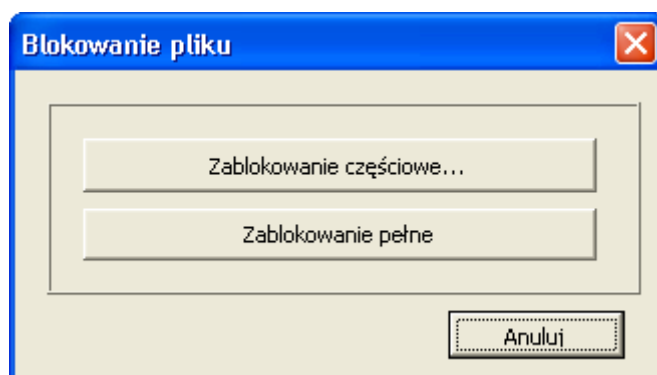 Blokowanie pliku
Zablokowanie częściowe...
Zablokowanie pełne
Anuluj